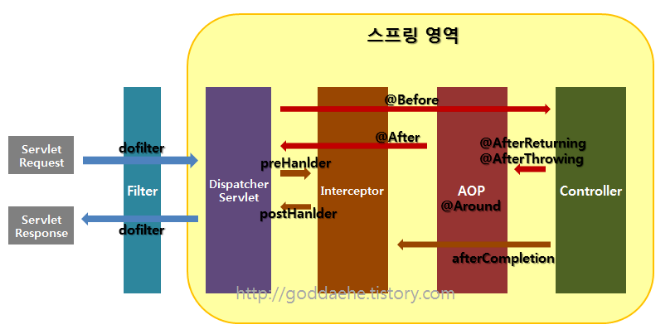 스프링 영역
@Before
@After
@AfterReturning
@AfterThrowing
dofilter
Servlet
Request
preHanlder
Filter
Dispatcher
Servlet
Interceptor
AOP
Controller
@Around
postHanlder
Servlet
Response
dofilter
afterCompletion
http://goddaehe.tistory.com